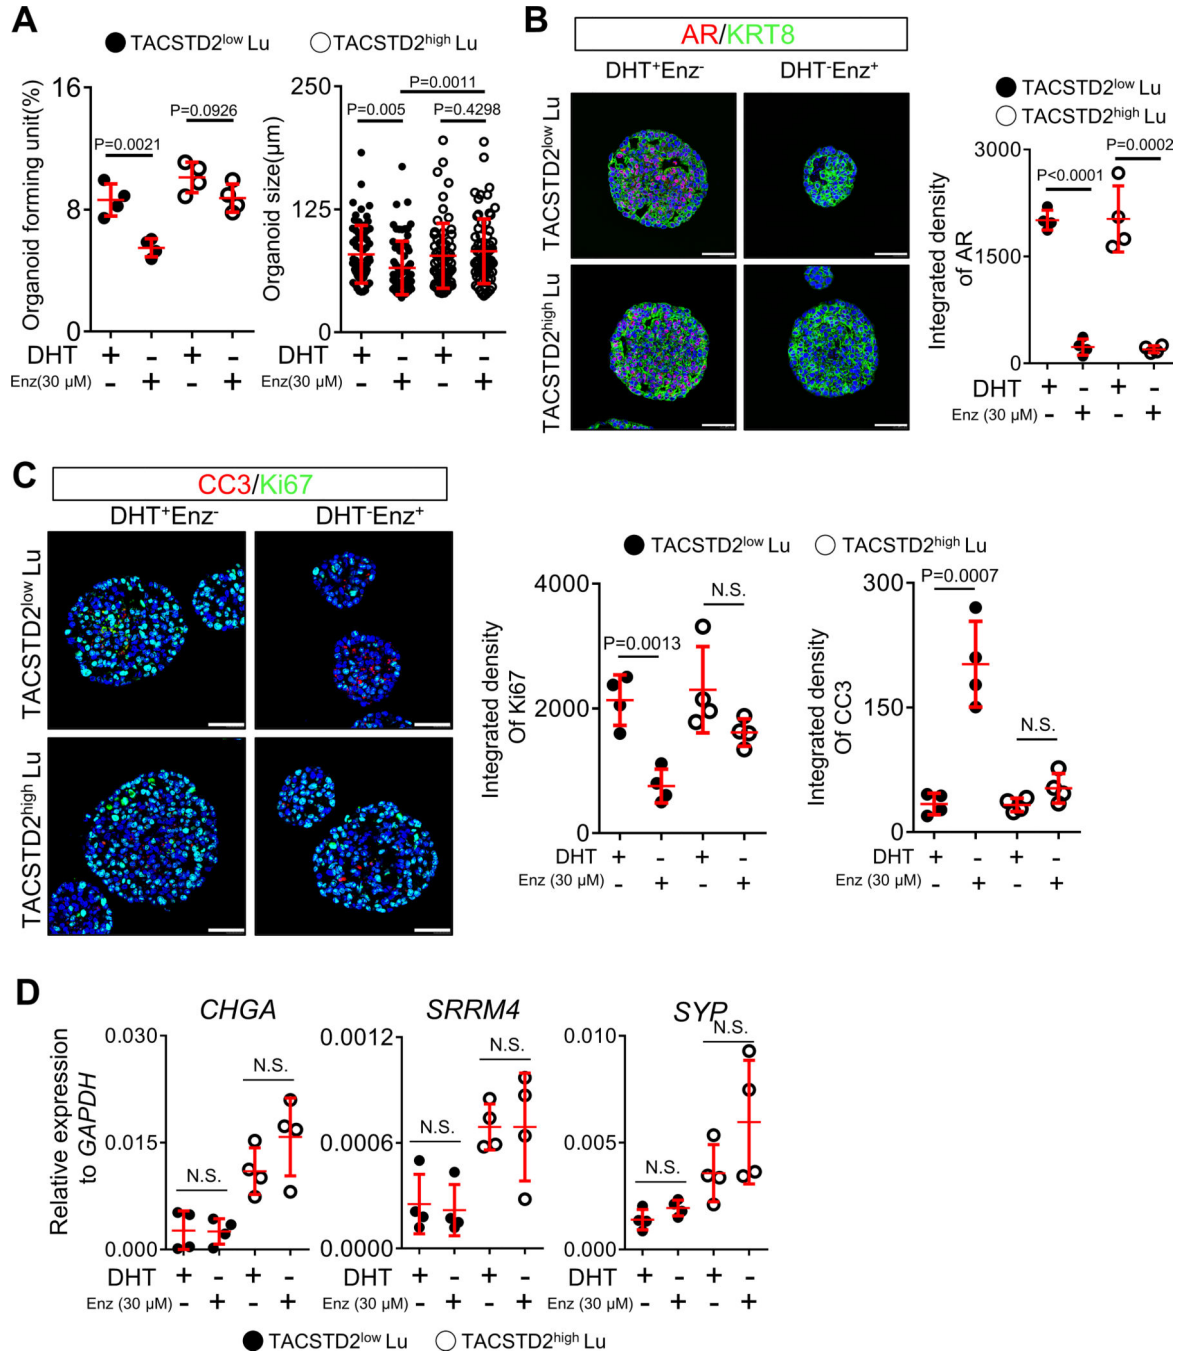 A
TACSTD2low Lu
TACSTD2high Lu
Organoid forming unit(%)
16
8
0
P=0.0021
P=0.0926
DHT + - + -
Enz(30 µM) - + - +
Organoid size(µm)
250
125
0
P=0.0011
P=0.005
P=0.4298
DHT + - + -
Enz(30 µM) - + - +
B
AR/KRT8
DHT+Enz-
DHT-Enz+
TACSTD2low Lu
TACSTD2high Lu
TACSTD2low Lu
TACSTD2high Lu
Integrated density
of AR
3000
1500
0
P<0.0001
P=0.0002
DHT + - + -
Enz (30 µM) - + - +
C
CC3/Ki67
DHT+Enz-
DHT-Enz+
TACSTD2low Lu
TACSTD2high Lu
TACSTD2low Lu
TACSTD2high Lu
Integrated density
Of Ki67
4000
2000
0
P=0.0013
N.S.
DHT + - + -
Enz (30 µM) - + - +
Integrated density
Of CC3
300
150
0
P=0.0007
N.S.
DHT + - + -
Enz (30 µM) - + - +
D
Relative expression
to GAPDH
CHGA
0.030
0.015
0.000
N.S.
N.S.
DHT + - + -
Enz (30 µM) - + - +
SRRM4
0.0012
0.0006
0.0000
N.S.
N.S.
+ - + -
- + - +
SYP
0.010
0.005
0.000
N.S.
N.S.
DHT + - + -
Enz (30 µM) - + - +
TACSTD2low Lu
TACSTD2high Lu